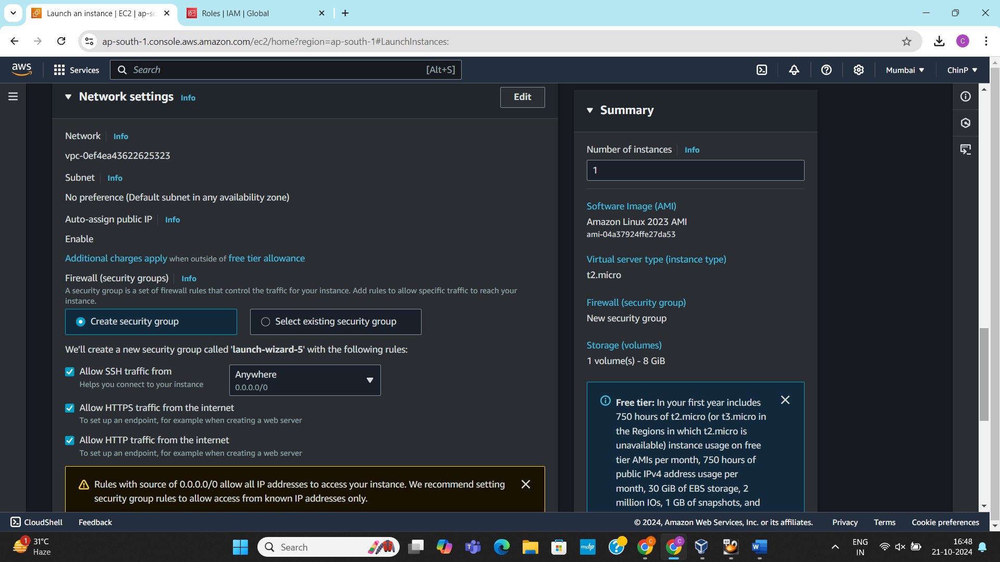 Launch an instance | EC2 | ap-so
Roles | IAM | Global
ap-south-1.console.aws.amazon.com/ec2/home?region=ap-south-1#LaunchInstances:
C
aws
Services
Search
[Alt+S]
Mumbai
ChinP
Network settings
Info
Edit
Network
Info
vpc-0ef4ea43622625323
Subnet
Info
No preference (Default subnet in any availability zone)
Auto-assign public IP
Info
Enable
Additional charges apply when outside of free tier allowance
Firewall (security groups)
Info
A security group is a set of firewall rules that control the traffic for your instance. Add rules to allow specific traffic to reach your
instance.
Create security group
Select existing security group
We'll create a new security group called 'launch-wizard-5' with the following rules:
Allow SSH traffic from
Helps you connect to your instance
Anywhere
0.0.0.0/0
Allow HTTPS traffic from the internet
To set up an endpoint, for example when creating a web server
Allow HTTP traffic from the internet
To set up an endpoint, for example when creating a web server
Rules with source of 0.0.0.0/0 allow all IP addresses to access your instance. We recommend setting
security group rules to allow access from known IP addresses only.
Summary
Number of instances
Info
1
Software Image (AMI)
Amazon Linux 2023 AMI
ami-04a37924ffe27da53
Virtual server type (instance type)
t2.micro
Firewall (security group)
New security group
Storage (volumes)
1 volume(s) - 8 GiB
Free tier: In your first year includes
750 hours of t2.micro (or t3.micro in
the Regions in which t2.micro is
unavailable) instance usage on free
tier AMIs per month, 750 hours of
public IPv4 address usage per
month, 30 GiB of EBS storage, 2
million IOs, 1 GB of snapshots, and
CloudShell
Feedback
© 2024, Amazon Web Services, Inc. or its affiliates.
Privacy
Terms
Cookie preferences
1
31°C
Haze
Search
myhp
C
C
64
W
ENG
IN
16:48
21-10-2024